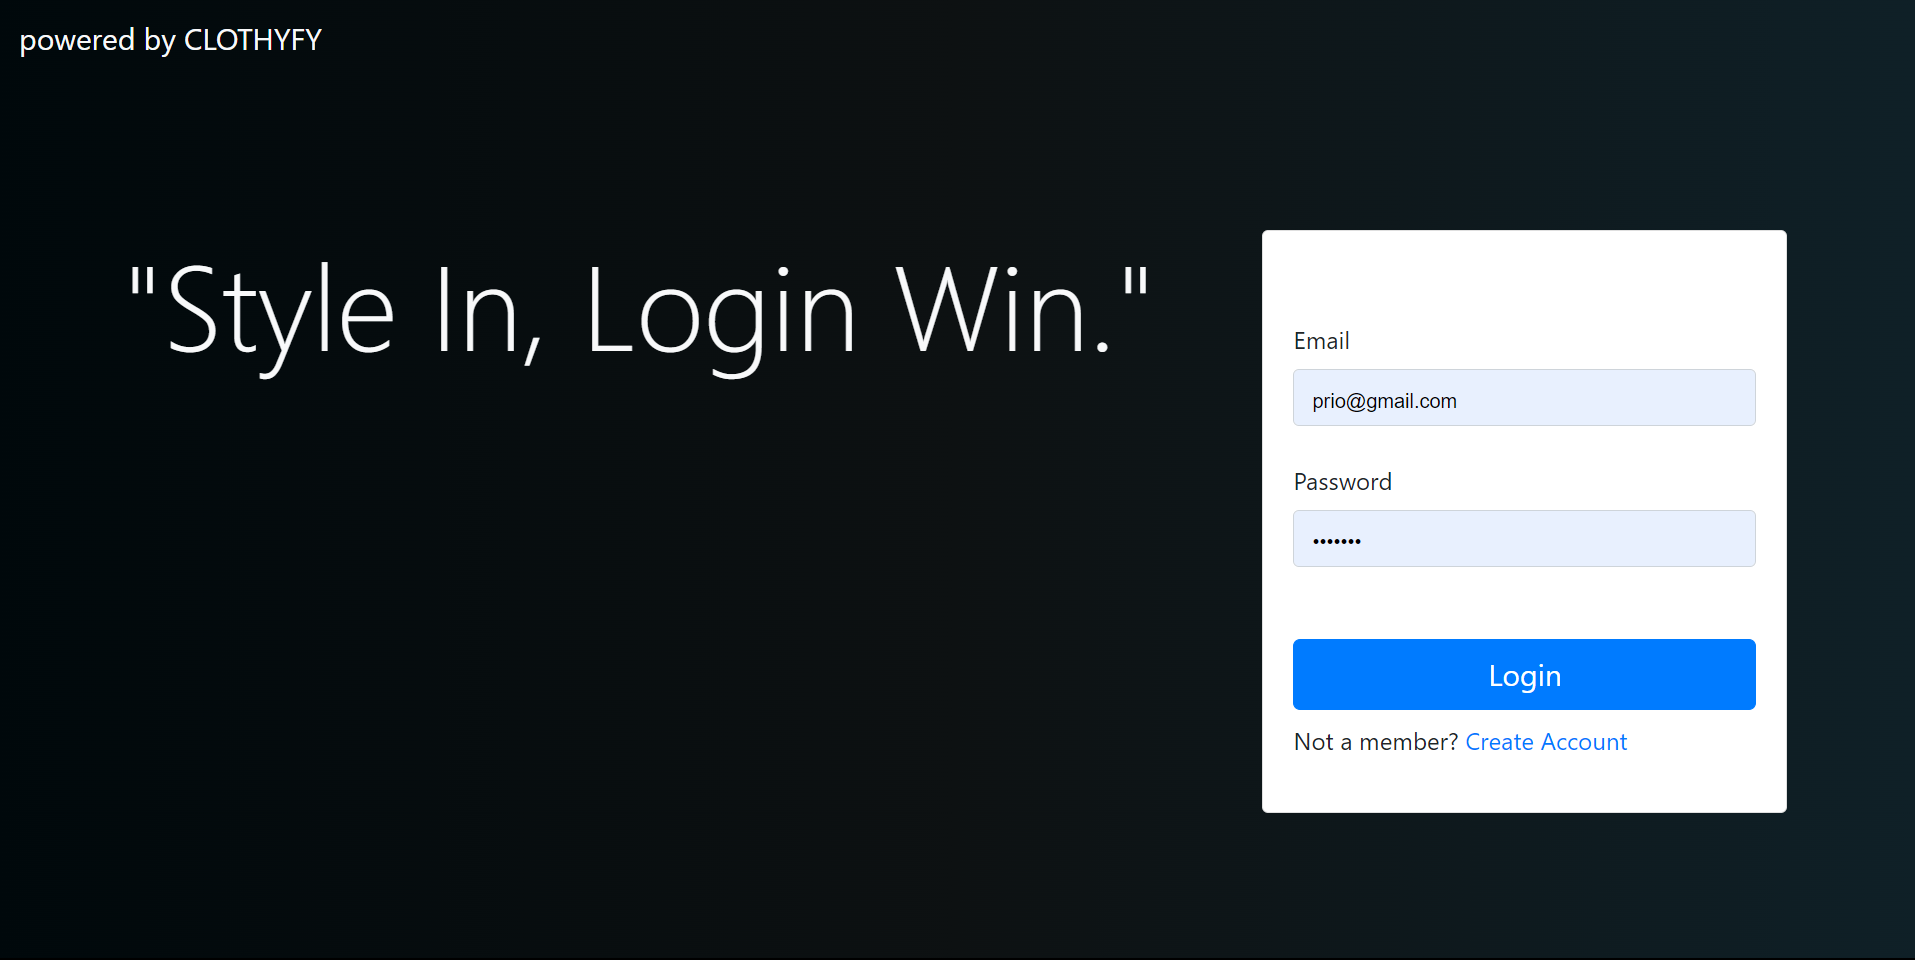 powered by CLOTHYFY
"Style In, Login Win."
Email
prio@gmail.com
Password
•••••••
Login
Not a member? Create Account